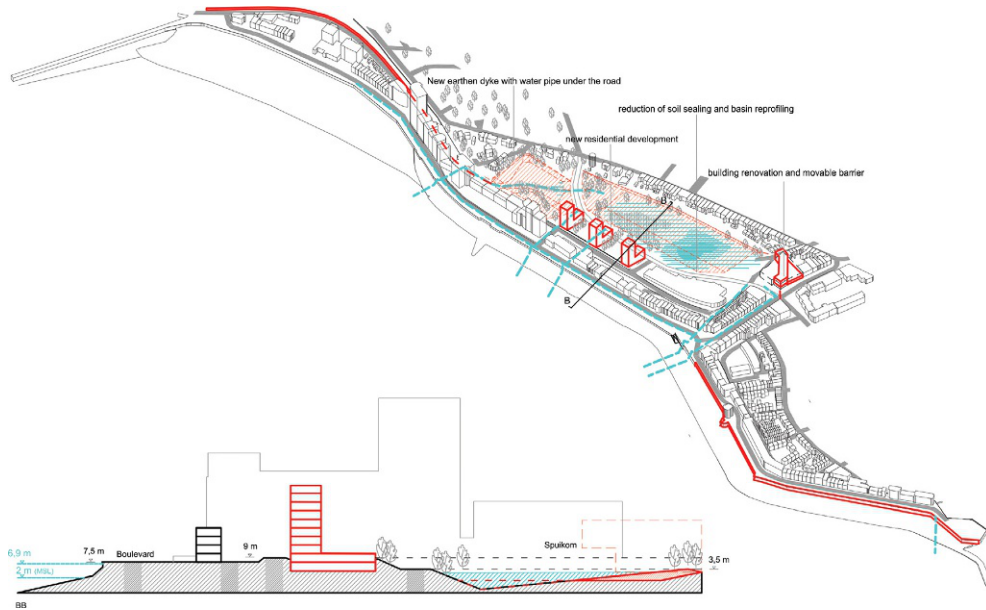 New earthen dyke with water pipe under the road
reduction of soil sealing and basin reprofiling
new residential development
building renovation and movable barrier
B
B
6,9 m
7,5 m
Boulevard
9 m
Spuikom
3,5 m
2 m (MSL)
BB